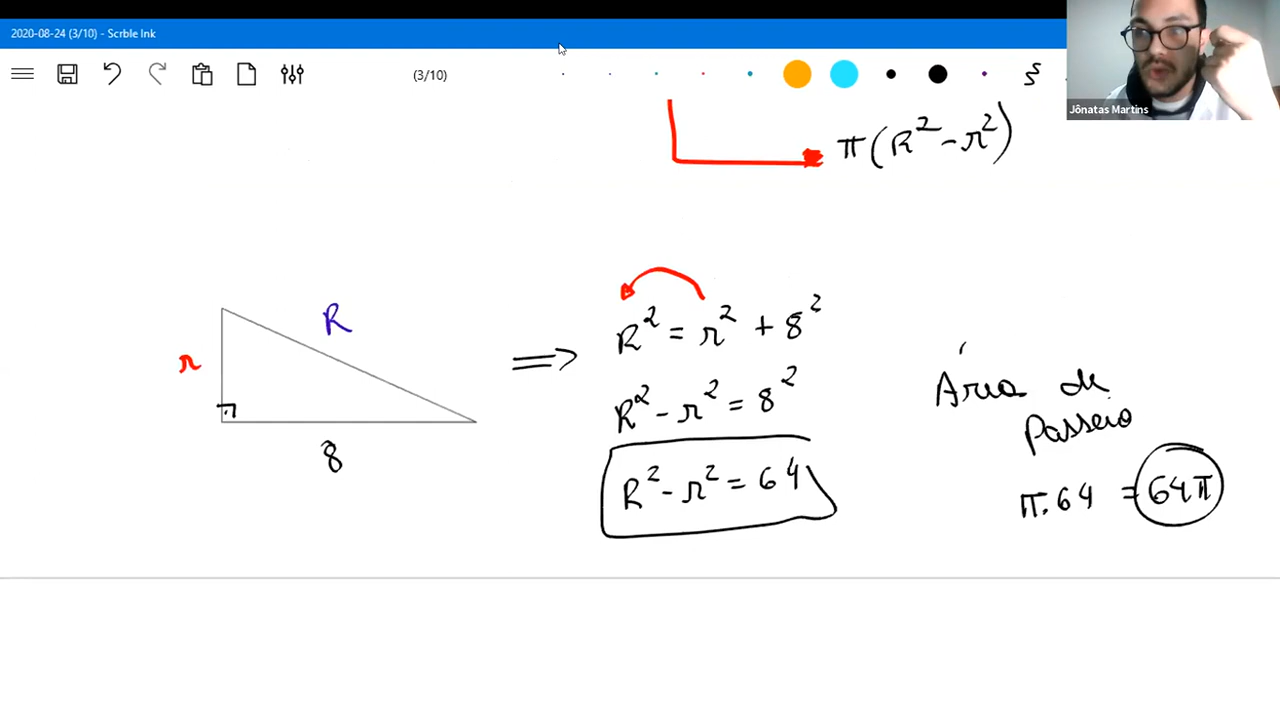 2020-08-24 (3/10) - Scrble Ink
(3/10)
Jônatas Martins
π(R² - r²)
R
r
8
⟹
R² = r² + 8²
R² - r² = 8²
R² - r² = 64
Área de
Passeio
π.64 = 64π